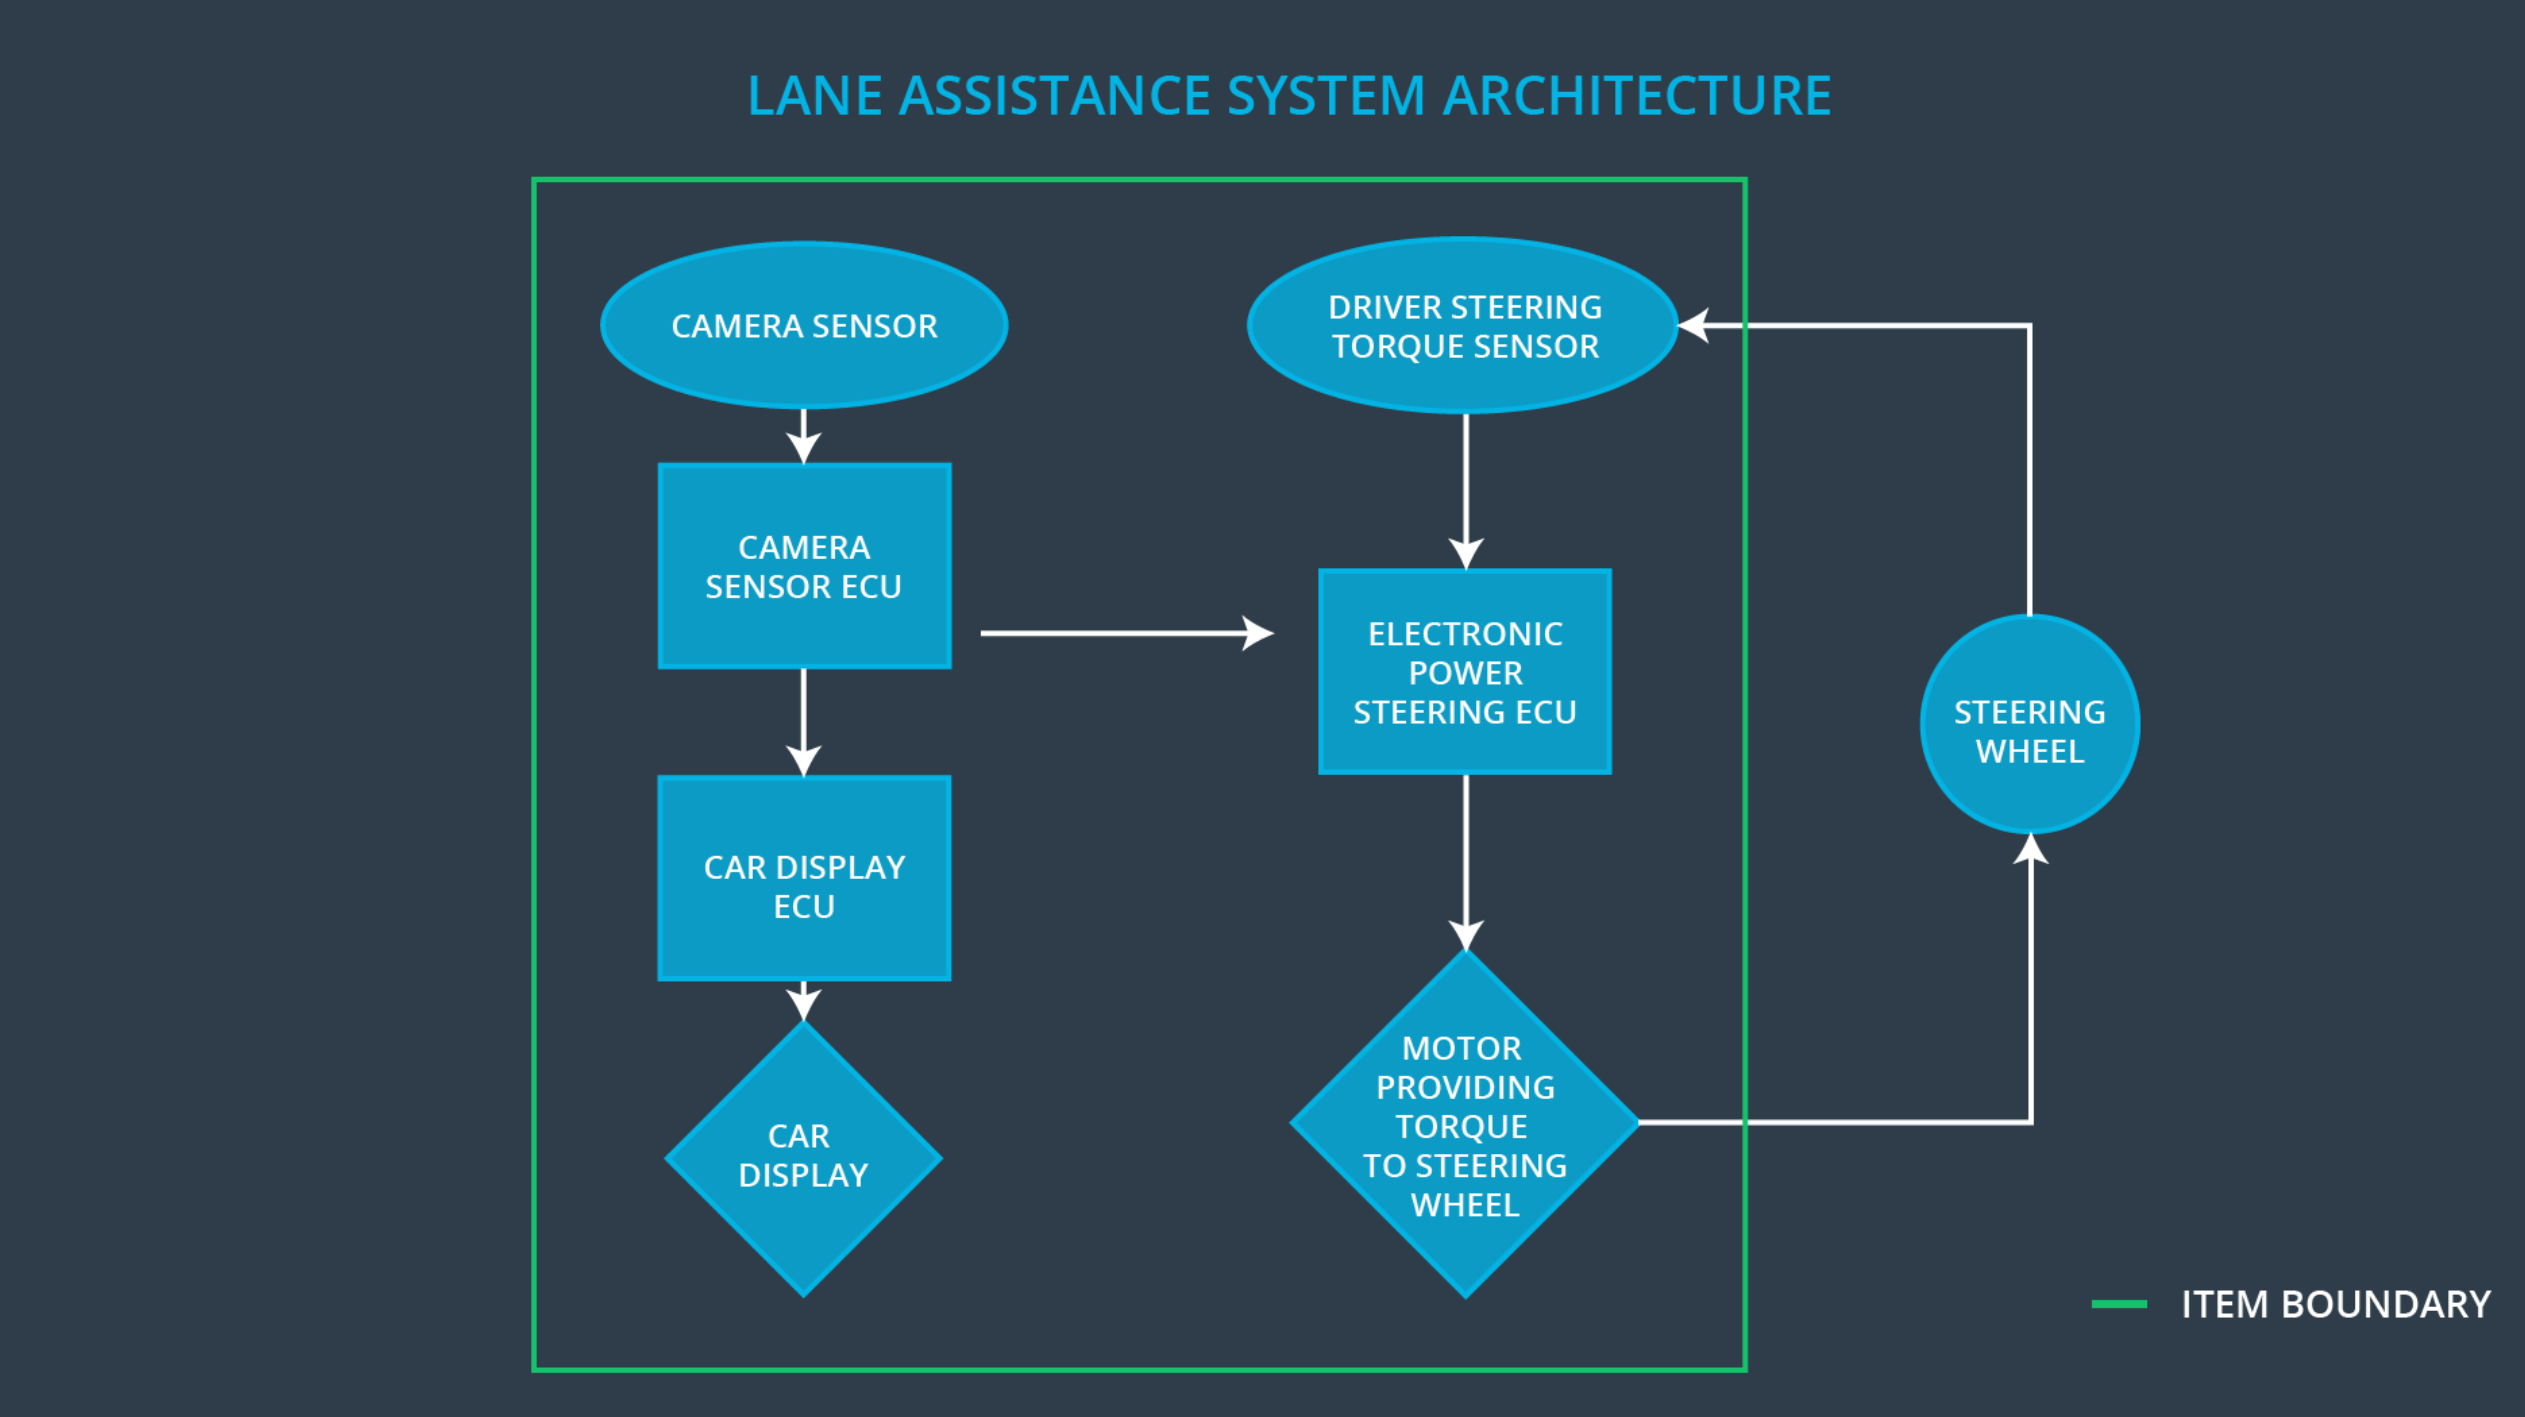 LANE ASSISTANCE SYSTEM ARCHITECTURE
CAMERA SENSOR
CAMERA
SENSOR ECU
CAR DISPLAY
ECU
CAR
DISPLAY
DRIVER STEERING
TORQUE SENSOR
ELECTRONIC
POWER
STEERING ECU
MOTOR
PROVIDING
TORQUE
TO STEERING
WHEEL
STEERING
WHEEL
ITEM BOUNDARY